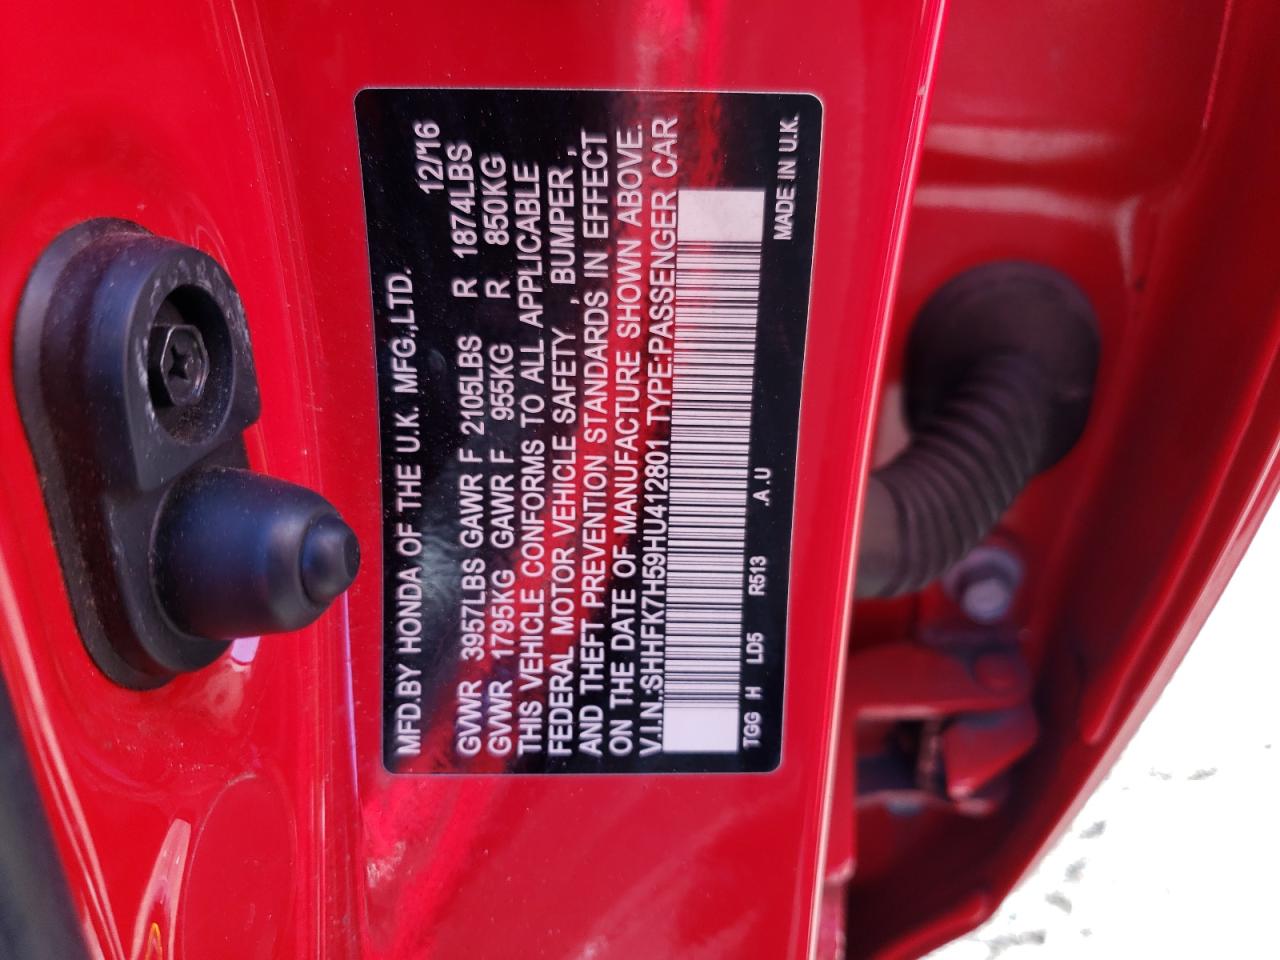 MFD.BY HONDA OF THE U.K. MFG.,LTD. 12/16
GVWR 3957LBS GAWR F 2105LBS R 1874LBS
GVWR 1795KG GAWR F 955KG R 850KG
THIS VEHICLE CONFORMS TO ALL APPLICABLE
FEDERAL MOTOR VEHICLE SAFETY , BUMPER ,
AND THEFT PREVENTION STANDARDS IN EFFECT
ON THE DATE OF MANUFACTURE SHOWN ABOVE.
V.I.N.:SHHFK7H59HU412801 TYPE:PASSENGER CAR
TGG H LD5 R513 .A.U MADE IN U.K.